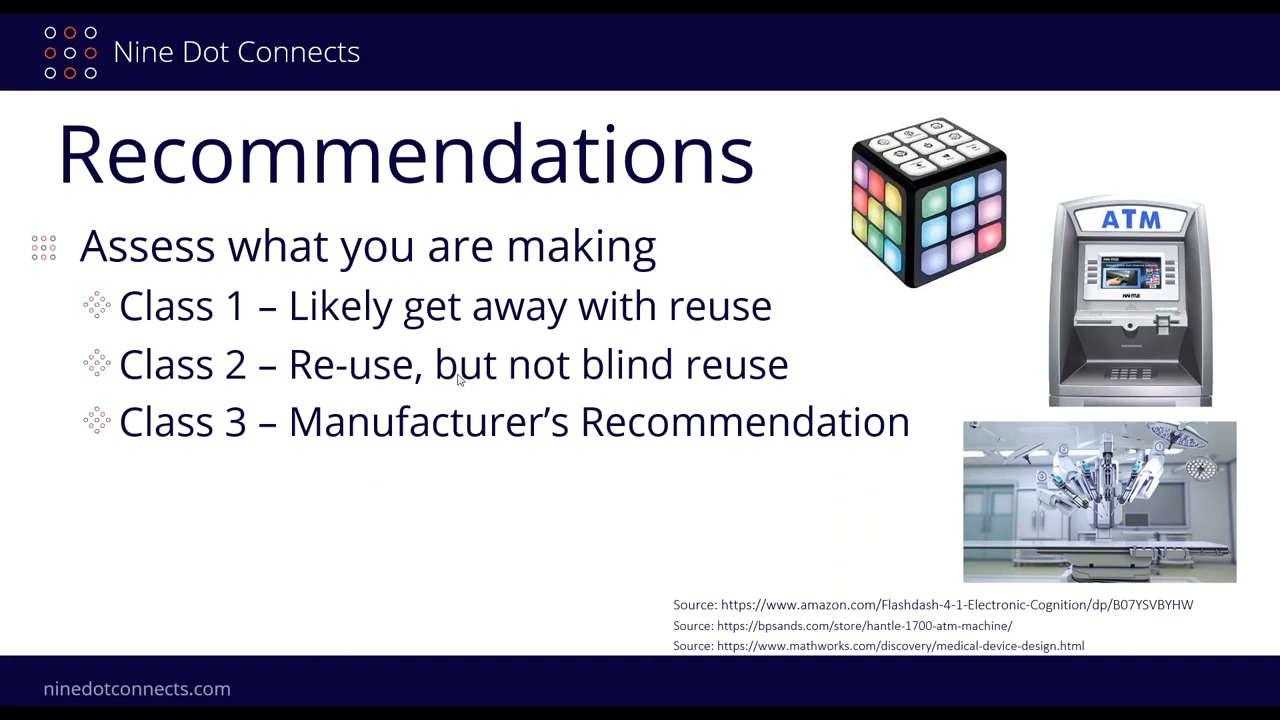 Nine Dot Connects
Recommendations
Assess what you are making
Class 1 – Likely get away with reuse
Class 2 – Re-use, but not blind reuse
Class 3 – Manufacturer’s Recommendation
ATM
Source: https://www.amazon.com/Flashdash-4-1-Electronic-Cognition/dp/B07YSVBYHW
Source: https://bpsands.com/store/hantle-1700-atm-machine/
Source: https://www.mathworks.com/discovery/medical-device-design.html
ninedotconnects.com